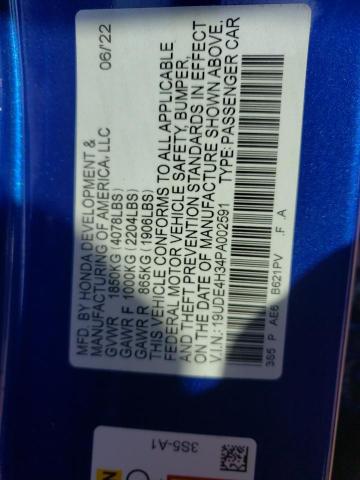 MFD. BY HONDA DEVELOPMENT & 06/22
MANUFACTURING OF AMERICA, LLC
GVWR 1850KG (4078LBS)
GAWR F 1000KG (2204LBS)
GAWR R 865KG (1906LBS)
THIS VEHICLE CONFORMS TO ALL APPLICABLE
FEDERAL MOTOR VEHICLE SAFETY, BUMPER,
AND THEFT PREVENTION STANDARDS IN EFFECT
ON THE DATE OF MANUFACTURE SHOWN ABOVE.
V.I.N.: 19UDE4H34PA002591 TYPE: PASSENGER CAR
3S5 P AE6 B621PV .F .A
3S5-A1